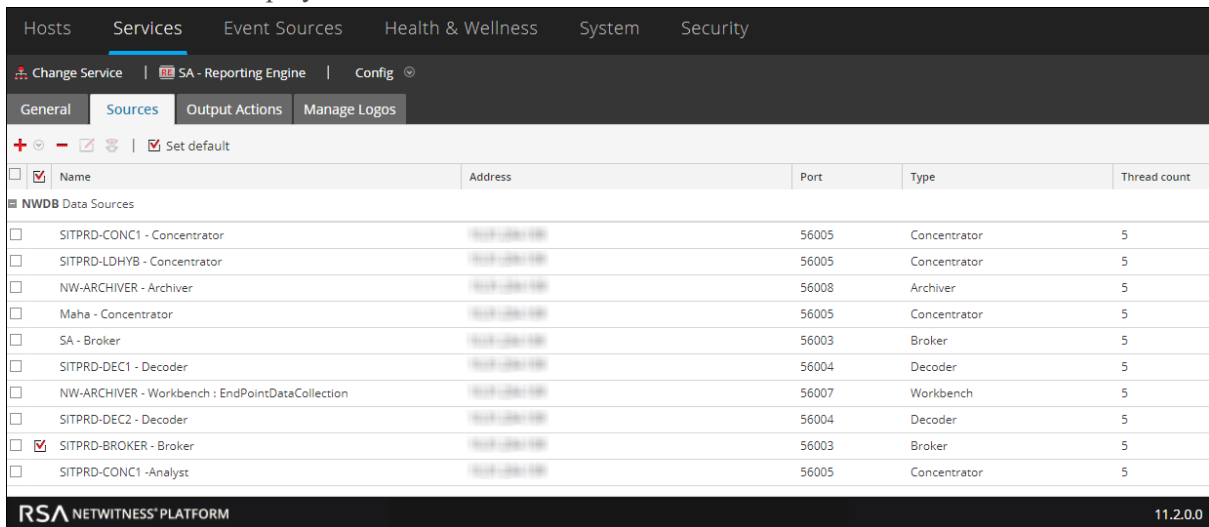 Hosts Services Event Sources Health & Wellness System Security
Change Service | RE SA - Reporting Engine | Config
General Sources Output Actions Manage Logos
Set default
Name Address Port Type Thread count
NWDB Data Sources
SITPRD-CONC1 - Concentrator 56005 Concentrator 5
SITPRD-LDHYB - Concentrator 56005 Concentrator 5
NW-ARCHIVER - Archiver 56008 Archiver 5
Maha - Concentrator 56005 Concentrator 5
SA - Broker 56003 Broker 5
SITPRD-DEC1 - Decoder 56004 Decoder 5
NW-ARCHIVER - Workbench : EndPointDataCollection 56007 Workbench 5
SITPRD-DEC2 - Decoder 56004 Decoder 5
SITPRD-BROKER - Broker 56003 Broker 5
SITPRD-CONC1 -Analyst 56005 Concentrator 5
RSA NETWITNESS® PLATFORM 11.2.0.0